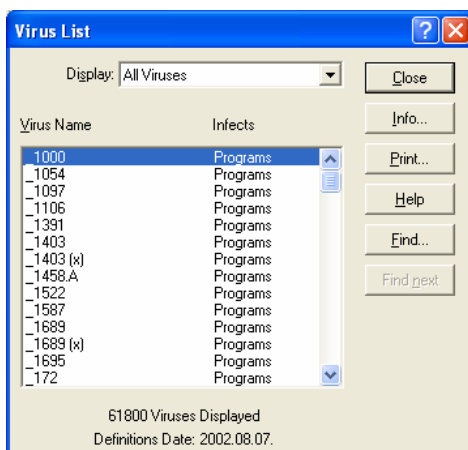 Virus List
Display: All Viruses
Close
Virus Name Infects
Info...
_1000 Programs
_1054 Programs
Print...
_1097 Programs
_1106 Programs
Help
_1391 Programs
_1403 Programs
Find...
_1403 (x) Programs
_1458.A Programs
Find next
_1522 Programs
_1587 Programs
_1689 Programs
_1689 (x) Programs
_1695 Programs
_172 Programs
61800 Viruses Displayed
Definitions Date: 2002.08.07.